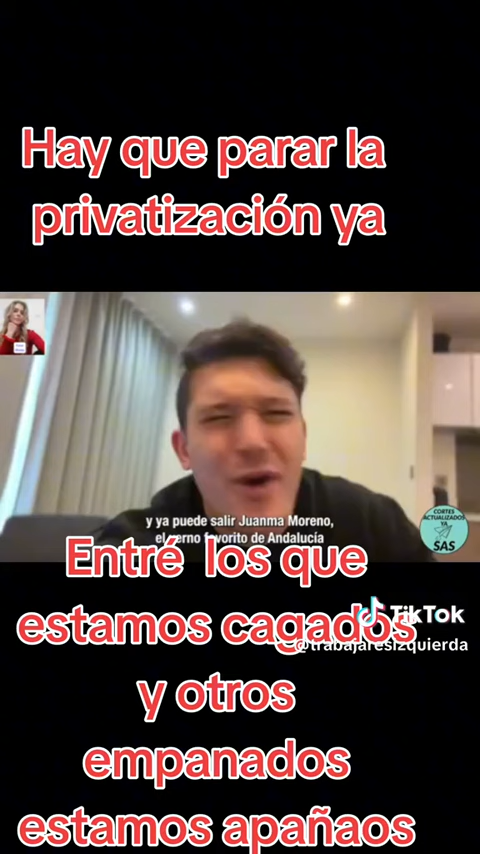 Hay que parar la
privatización ya
y ya puede salir Juanma Moreno,
el favorito de Andalucía
CORTES
ACTUALIZADOS
YA
SAS
Entré los que
estamos cagados
TikTok
@trabajaresizquierda
y otros
empanados
estamos apañaos